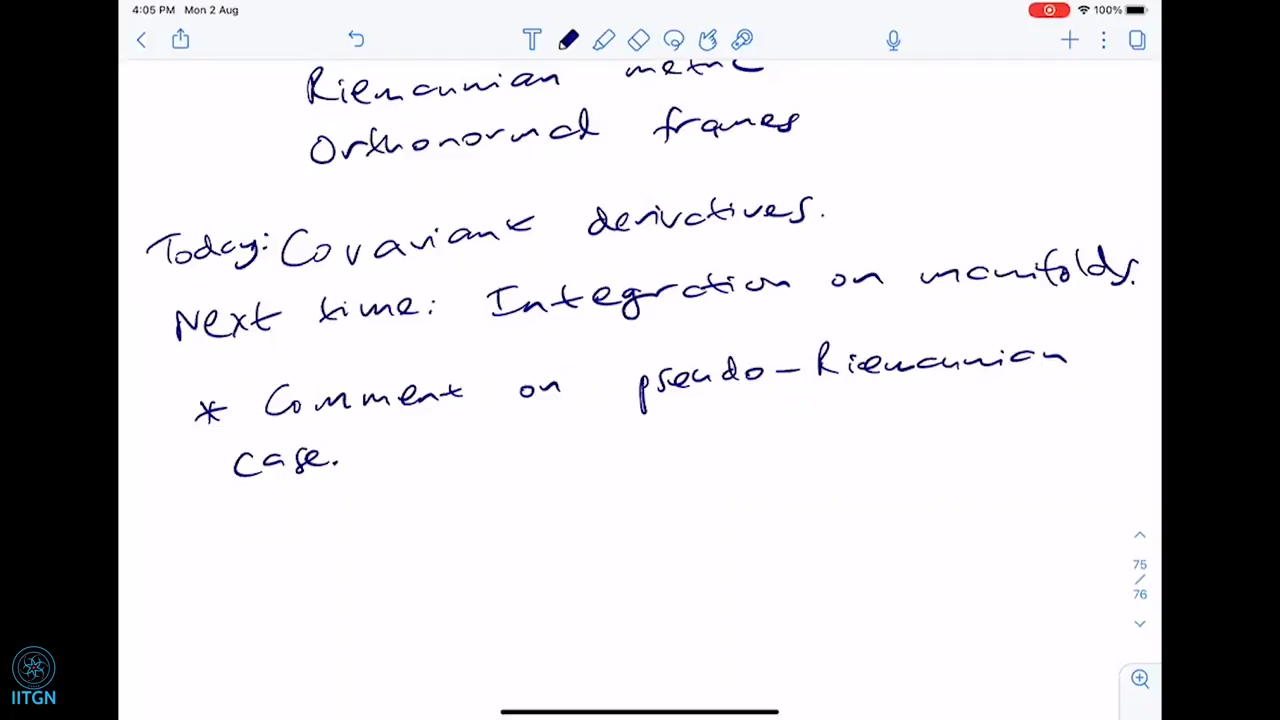 4:05 PM Mon 2 Aug
100%
Riemannian metric
Orthonormal frames
Today: Covariant derivatives.
Next time: Integration on manifolds.
* Comment on pseudo-Riemannian
case.
75
/
76
IITGN